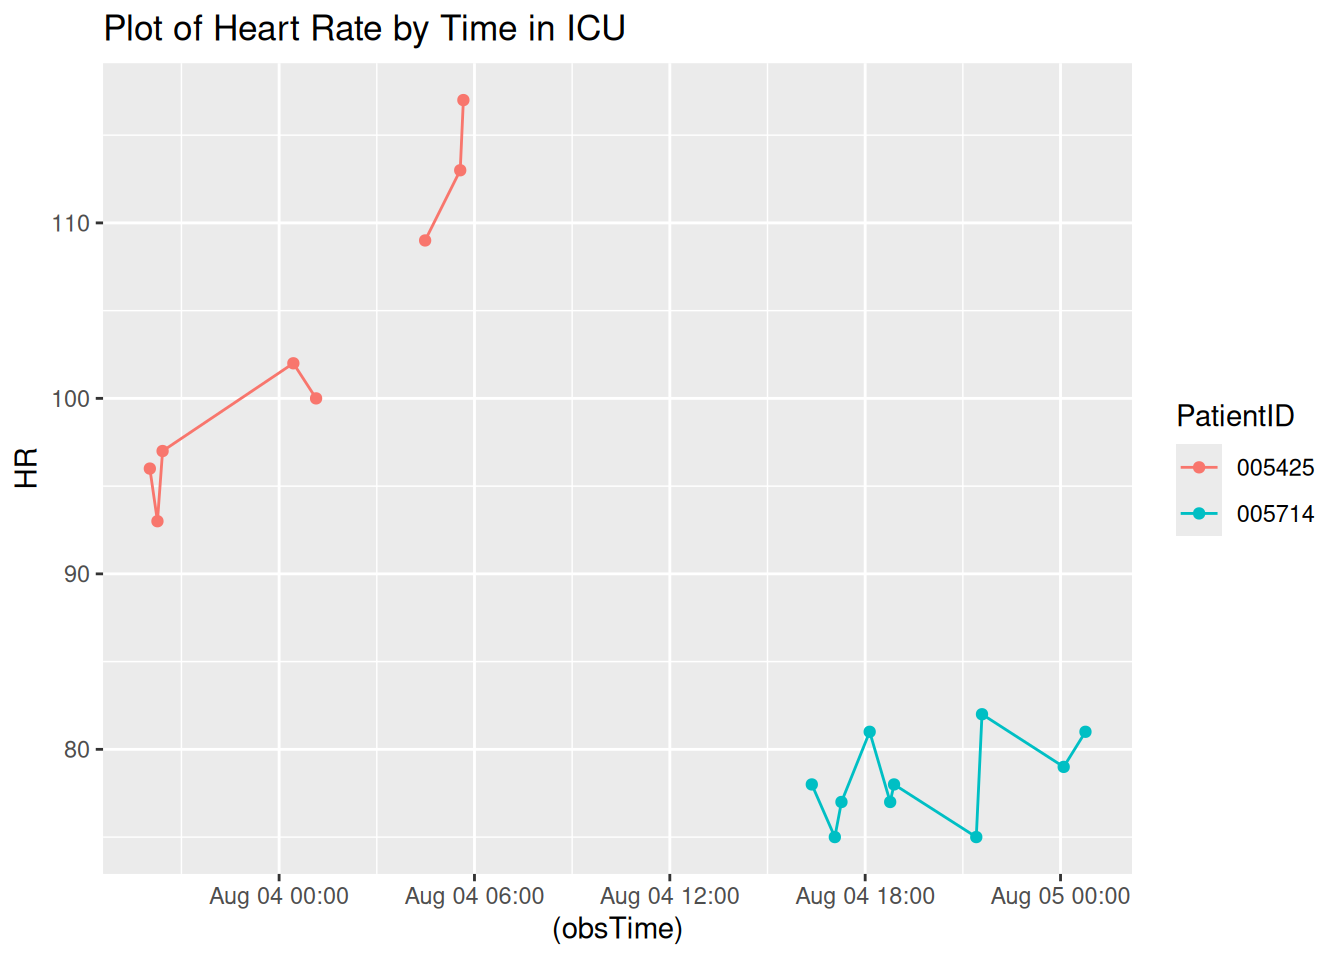 Plot of Heart Rate by Time in ICU
HR
110
100
90
80
Aug 04 00:00 Aug 04 06:00 Aug 04 12:00 Aug 04 18:00 Aug 05 00:00
(obsTime)
PatientID
005425
005714